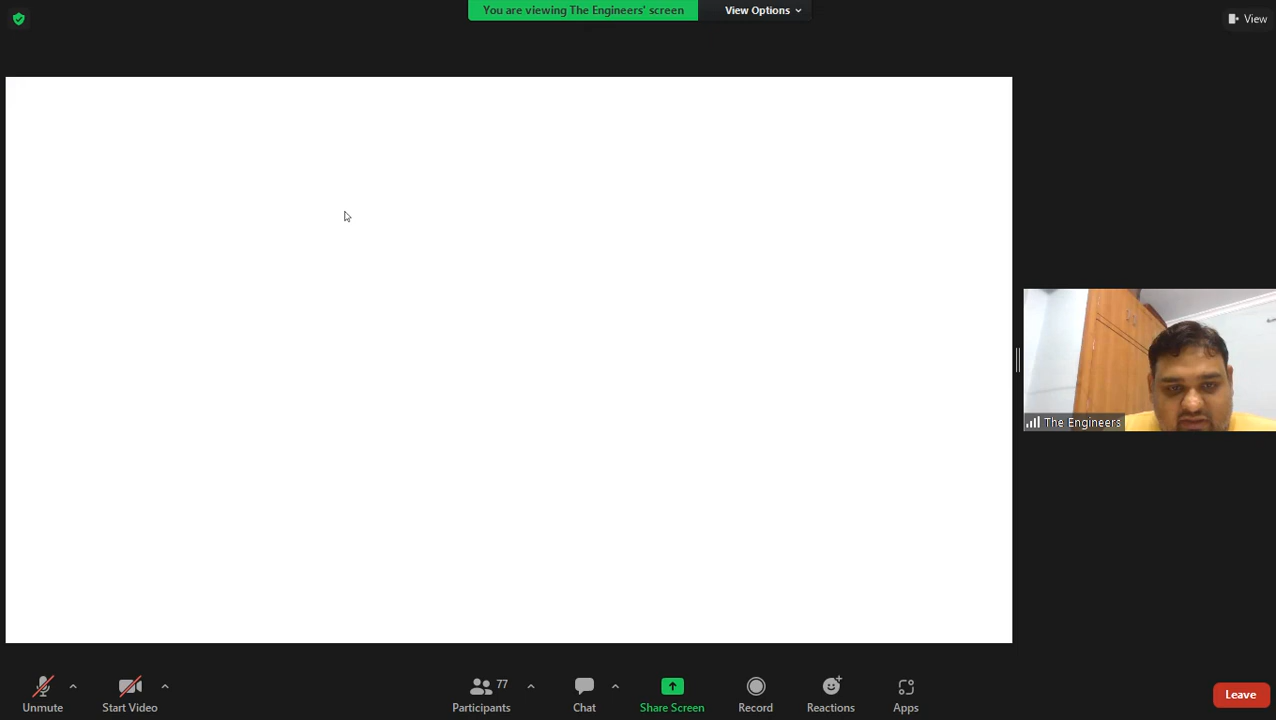 You are viewing The Engineers' screen
View Options
View
The Engineers
Unmute
Start Video
77
Participants
Chat
Share Screen
Record
Reactions
Apps
Leave